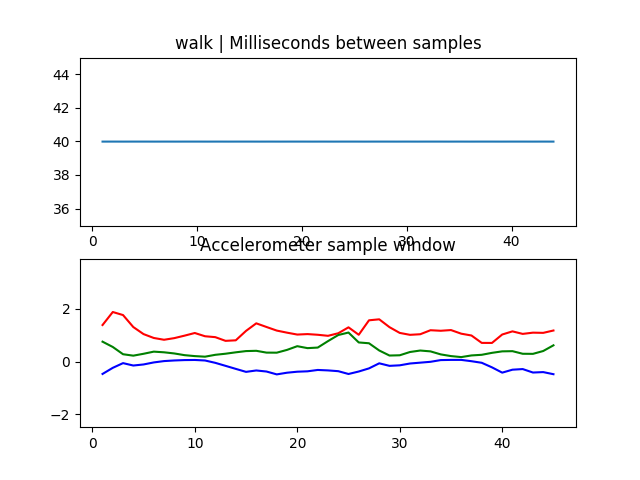 walk | Milliseconds between samples
44
42
40
38
36
0 10 20 30 40
Accelerometer sample window
2
0
−2
0 10 20 30 40